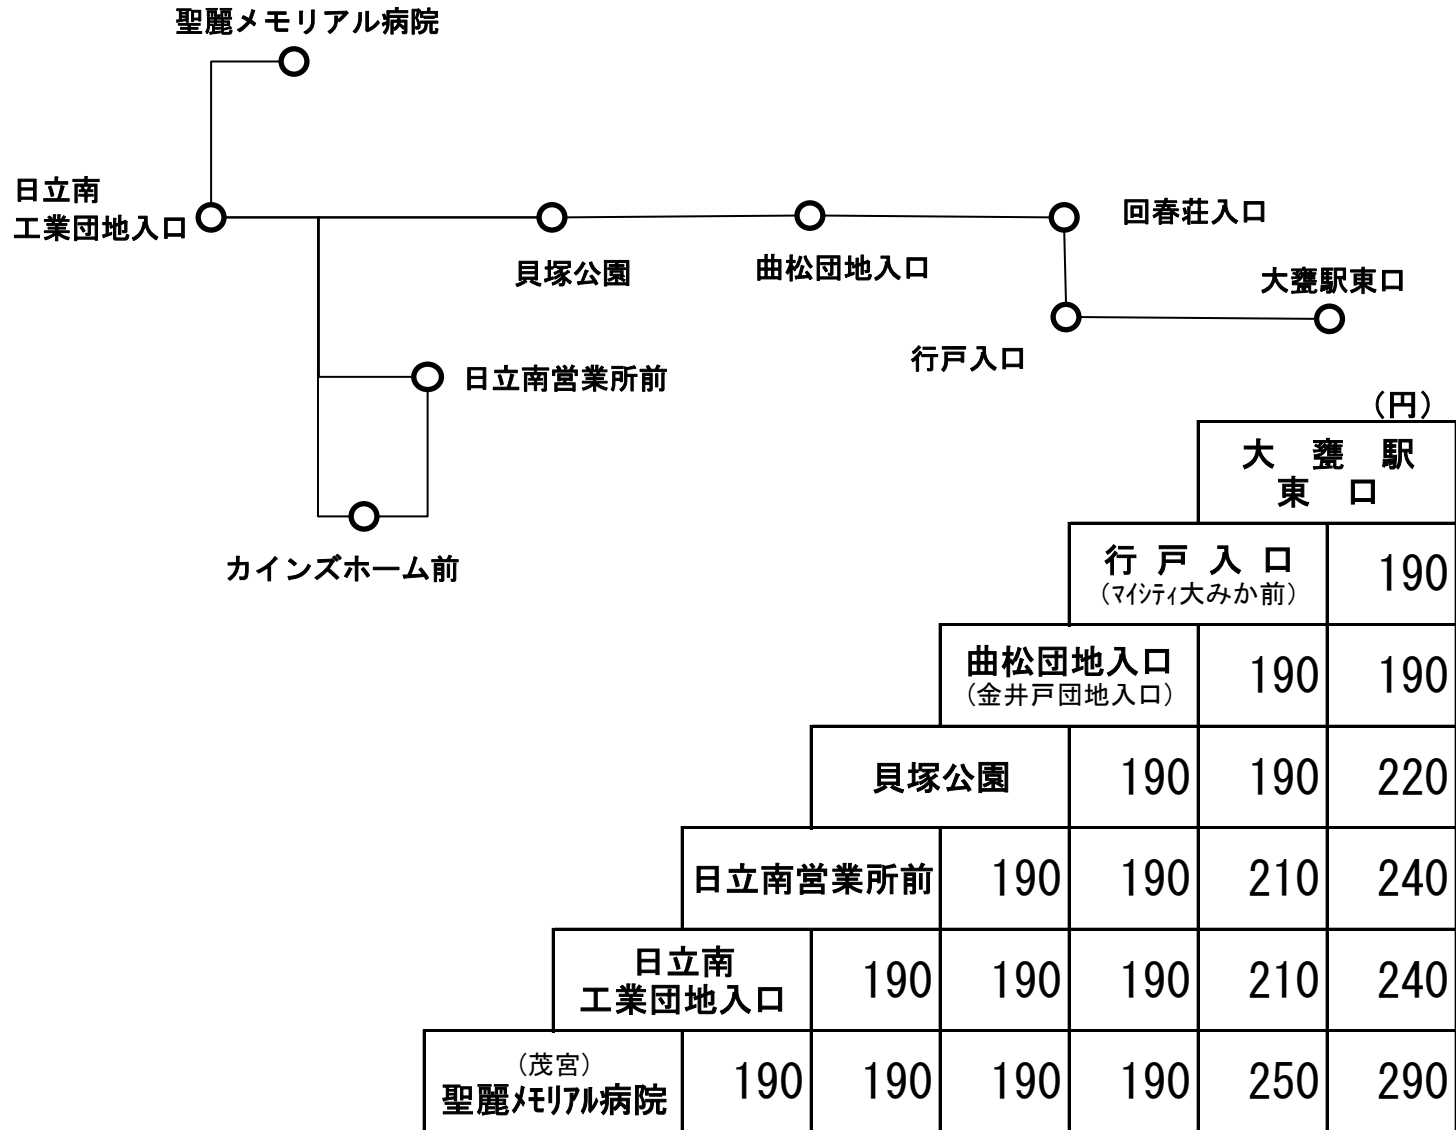 聖麗メモリアル病院
日立南
工業団地入口
貝塚公園
曲松団地入口
回春荘入口
大甕駅東口
行戸入口
日立南営業所前
カインズホーム前
（円）
大甕駅
東口
行戸入口
（マイシティ大みか前）
190
曲松団地入口
（金井戸団地入口）
190 190
貝塚公園 190 190 220
日立南営業所前 190 190 210 240
日立南
工業団地入口
190 190 190 210 240
（茂宮）
聖麗メモリアル病院
190 190 190 190 250 290